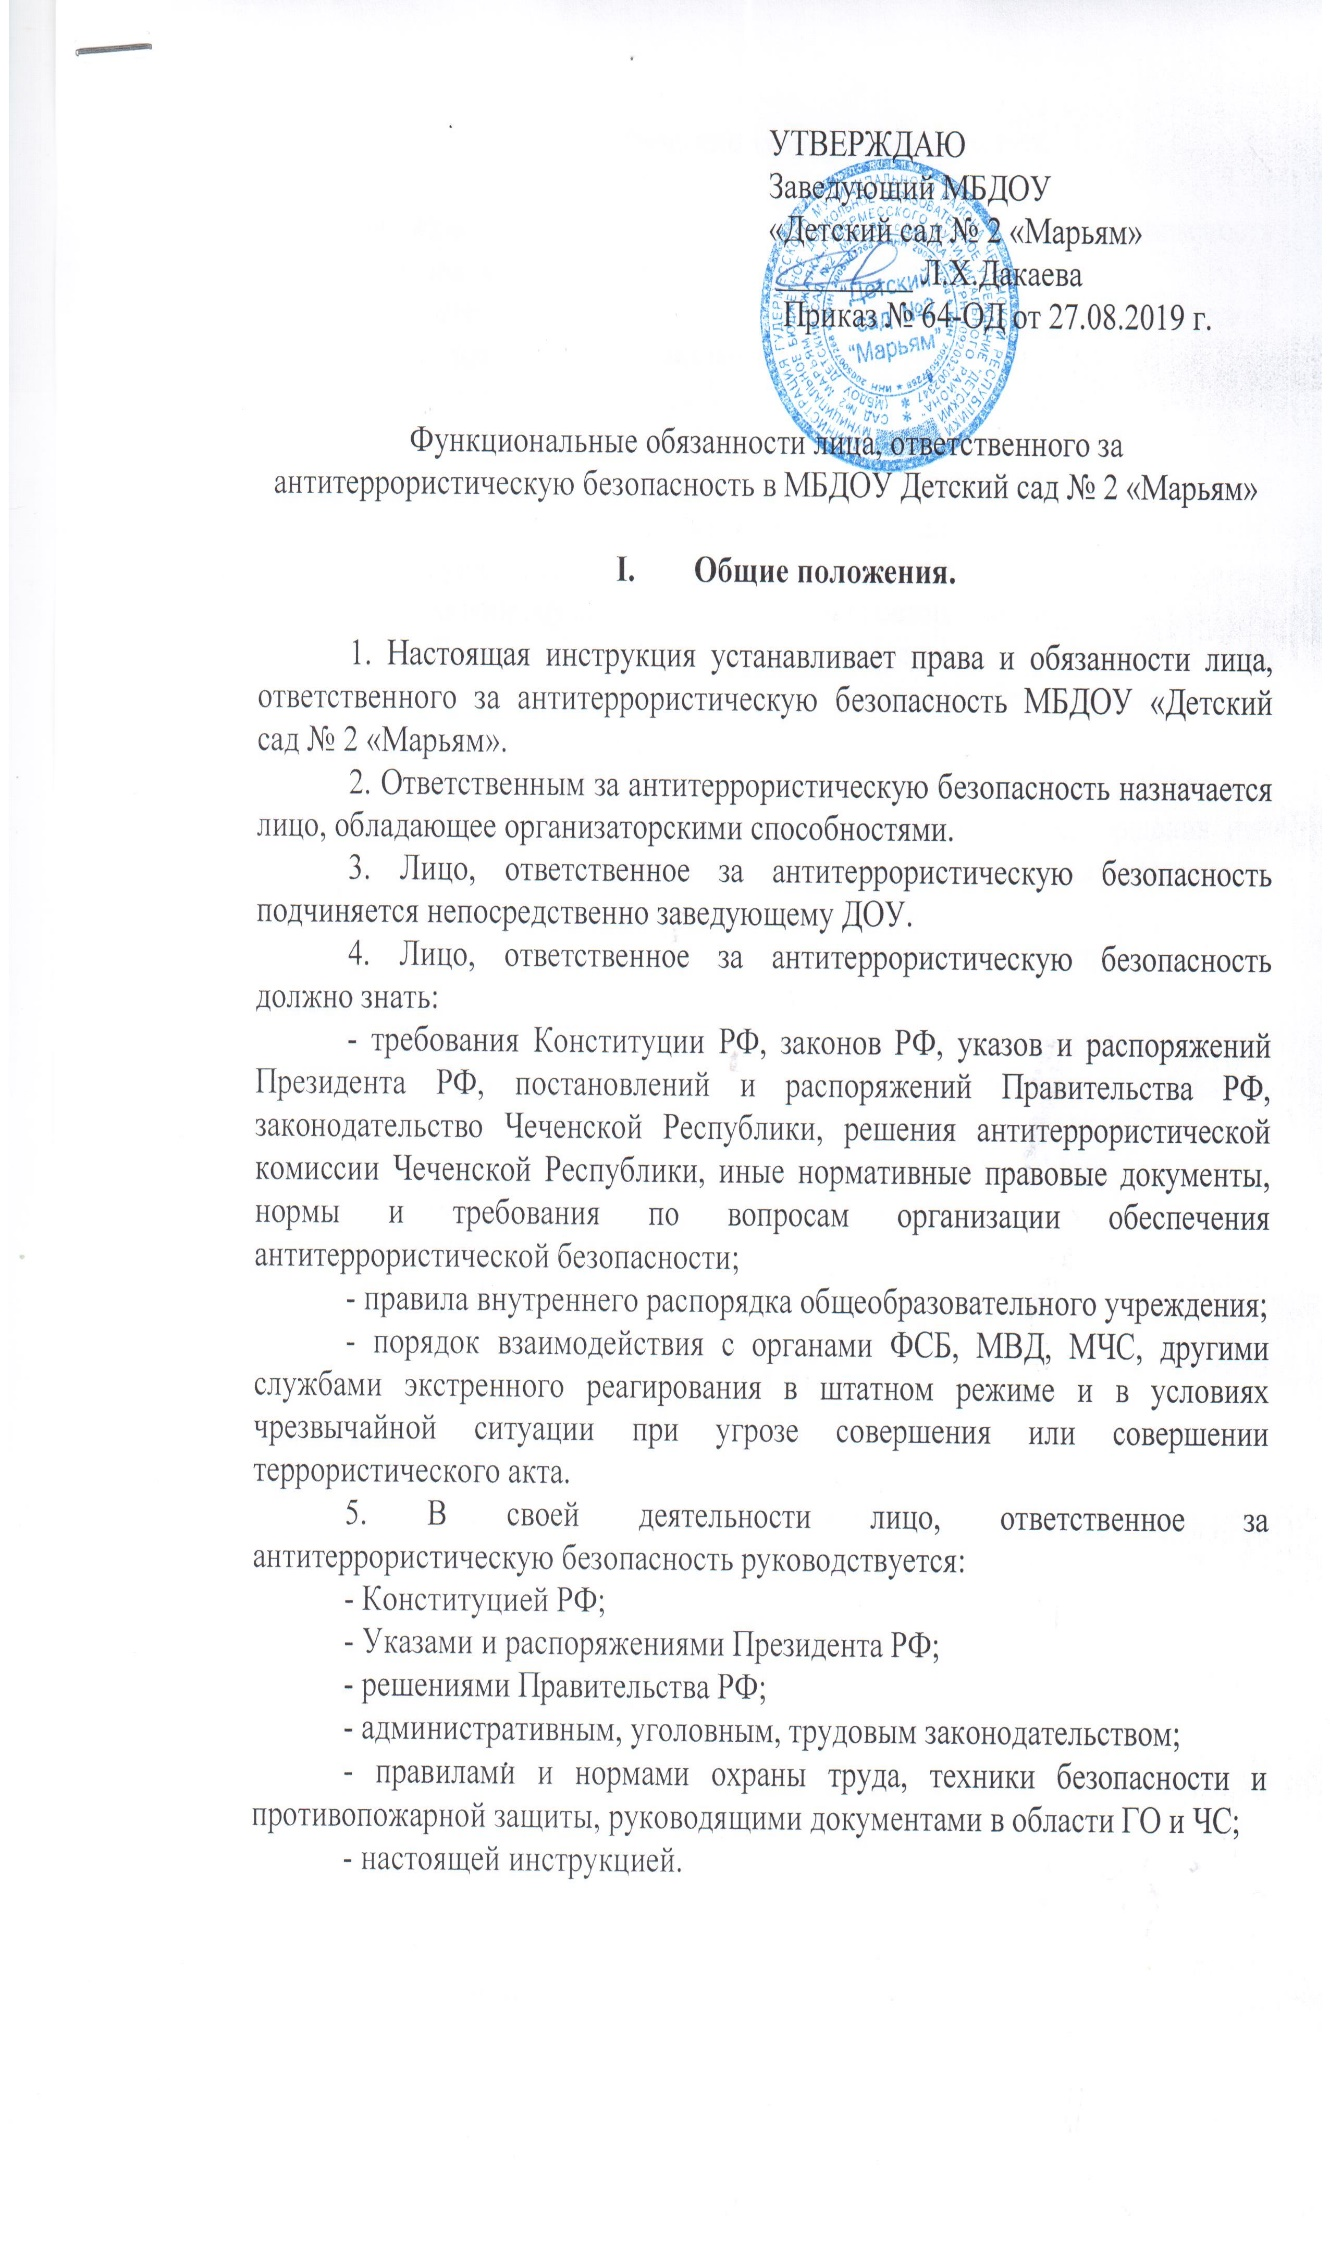 УТВЕРЖДАЮ
Заведующий МБДОУ
«Детский сад № 2 «Марьям»
Л.Х.Дакаева
Приказ № 64-ОД от 27.08.2019 г.
"Детский
сад №2
"Марьям"
Функциональные обязанности лица, ответственного за
антитеррористическую безопасность в МБДОУ Детский сад № 2 «Марьям»
I. Общие положения.
1. Настоящая инструкция устанавливает права и обязанности лица,
ответственного за антитеррористическую безопасность МБДОУ «Детский
сад № 2 «Марьям».
2. Ответственным за антитеррористическую безопасность назначается
лицо, обладающее организаторскими способностями.
3. Лицо, ответственное за антитеррористическую безопасность
подчиняется непосредственно заведующему ДОУ.
4. Лицо, ответственное за антитеррористическую безопасность
должно знать:
- требования Конституции РФ, законов РФ, указов и распоряжений
Президента РФ, постановлений и распоряжений Правительства РФ,
законодательство Чеченской Республики, решения антитеррористической
комиссии Чеченской Республики, иные нормативные правовые документы,
нормы и требования по вопросам организации обеспечения
антитеррористической безопасности;
- правила внутреннего распорядка общеобразовательного учреждения;
- порядок взаимодействия с органами ФСБ, МВД, МЧС, другими
службами экстренного реагирования в штатном режиме и в условиях
чрезвычайной ситуации при угрозе совершения или совершении
террористического акта.
5. В своей деятельности лицо, ответственное за
антитеррористическую безопасность руководствуется:
- Конституцией РФ;
- Указами и распоряжениями Президента РФ;
- решениями Правительства РФ;
- административным, уголовным, трудовым законодательством;
- правилами и нормами охраны труда, техники безопасности и
противопожарной защиты, руководящими документами в области ГО и ЧС;
- настоящей инструкцией.